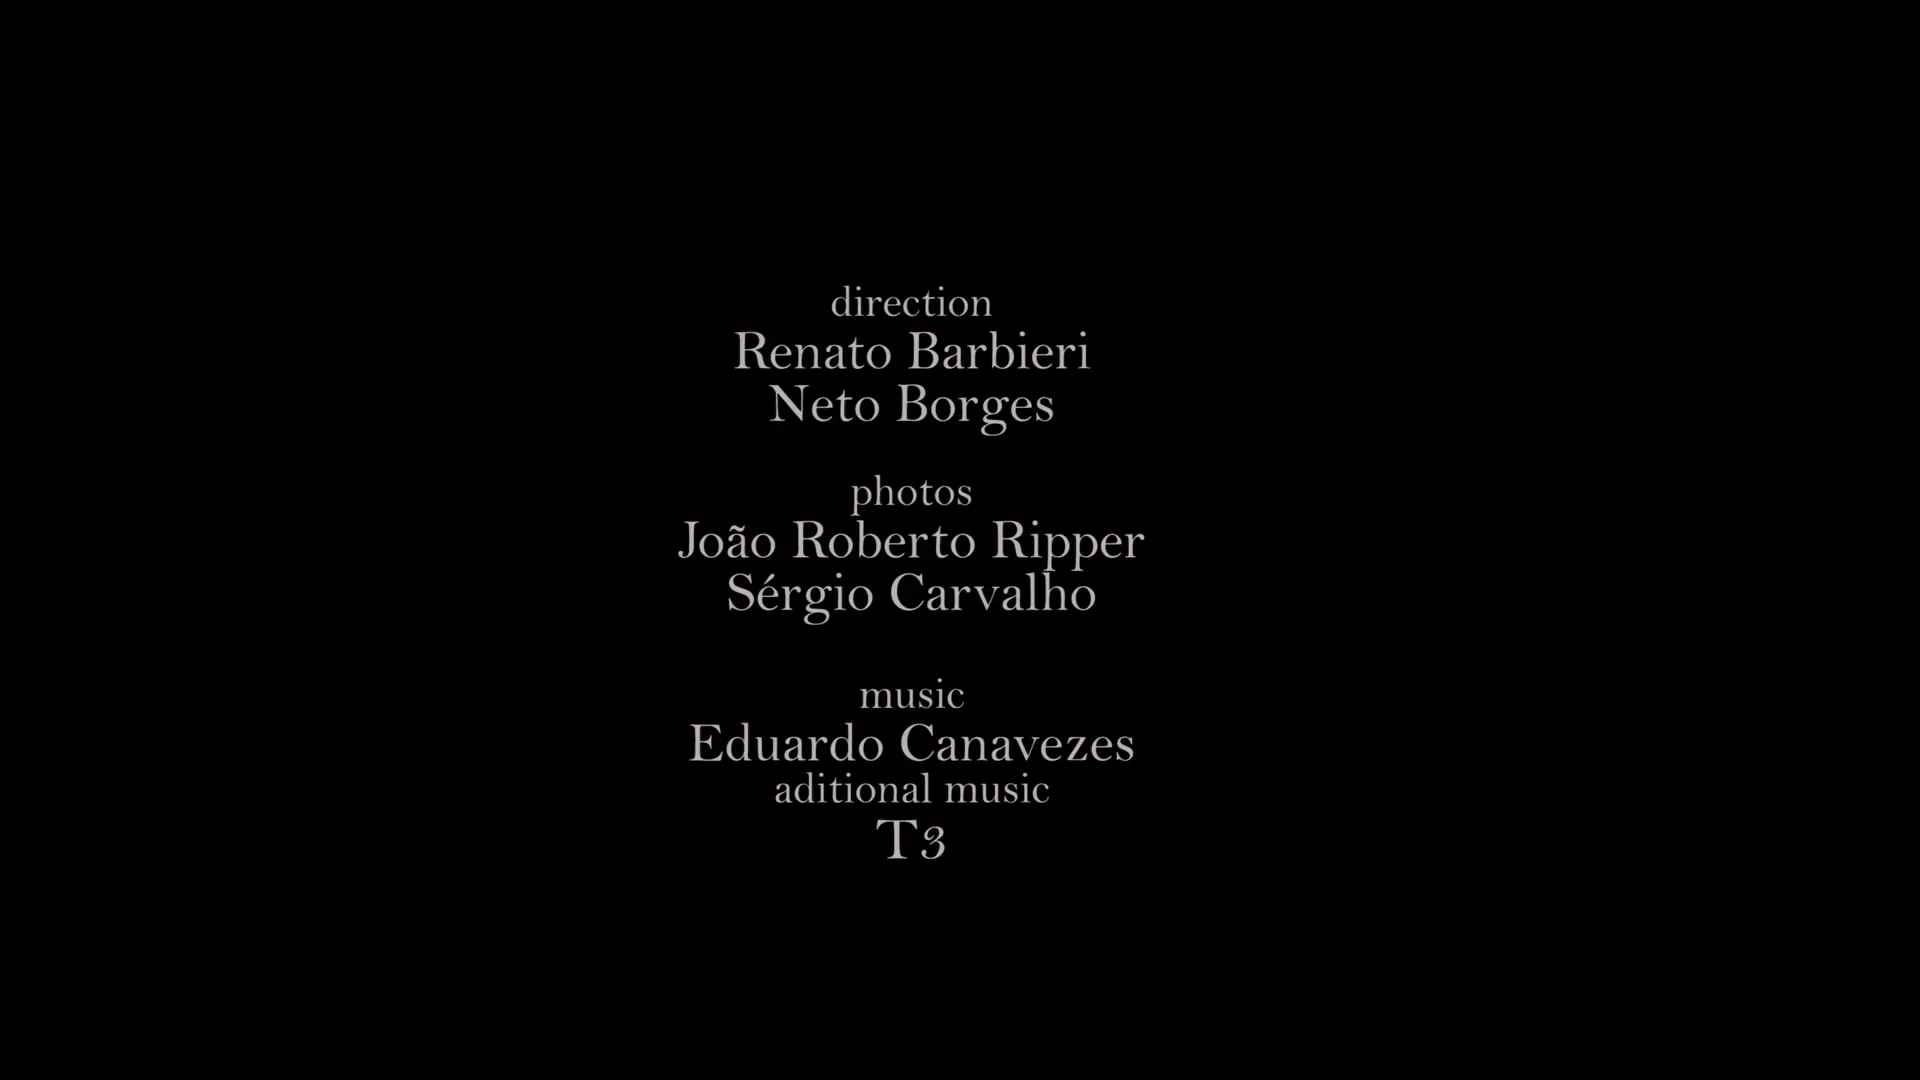 direction
Renato Barbieri
Neto Borges
photos
João Roberto Ripper
Sérgio Carvalho
music
Eduardo Canavezes
aditional music
T3